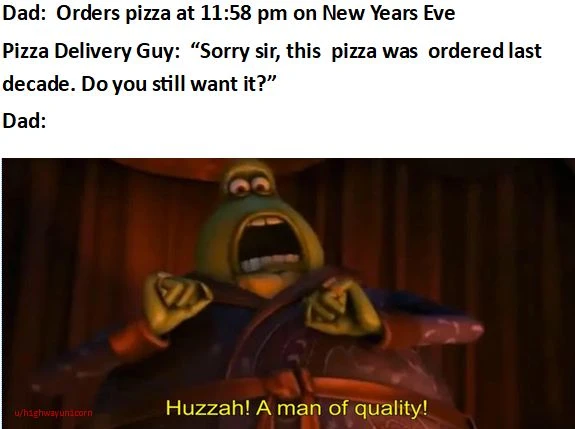 Dad:  Orders pizza at 11:58 pm on New Years Eve
Pizza Delivery Guy:  “Sorry sir, this  pizza was  ordered last
decade. Do you still want it?”
Dad:
Huzzah! A man of quality!
u/h1ghwayun1corn